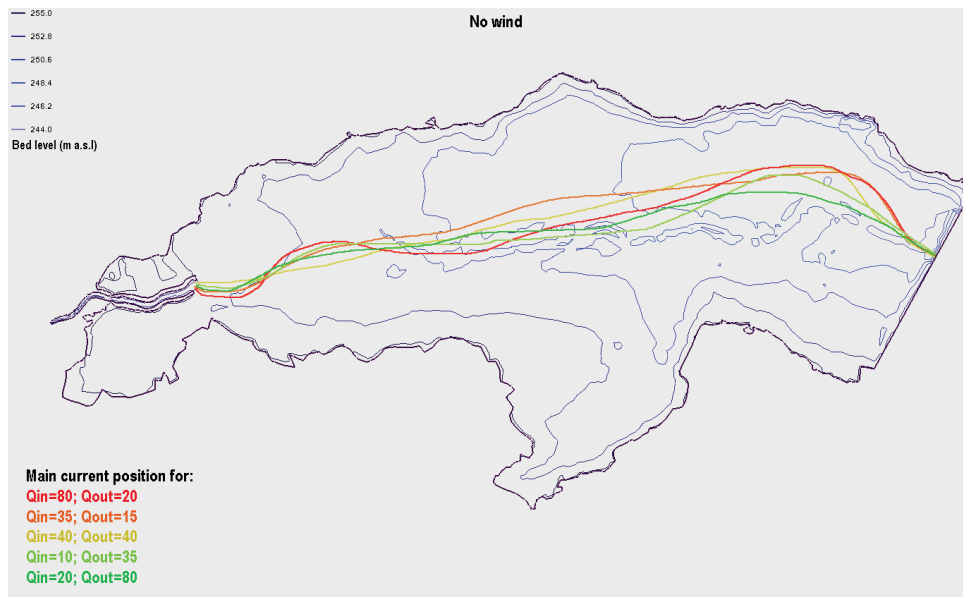 No wind
255.0
252.8
250.6
248.4
246.2
244.0
Bed level (m a.s.l)
Main current position for:
Qin=80; Qout=20
Qin=35; Qout=15
Qin=40; Qout=40
Qin=10; Qout=35
Qin=20; Qout=80